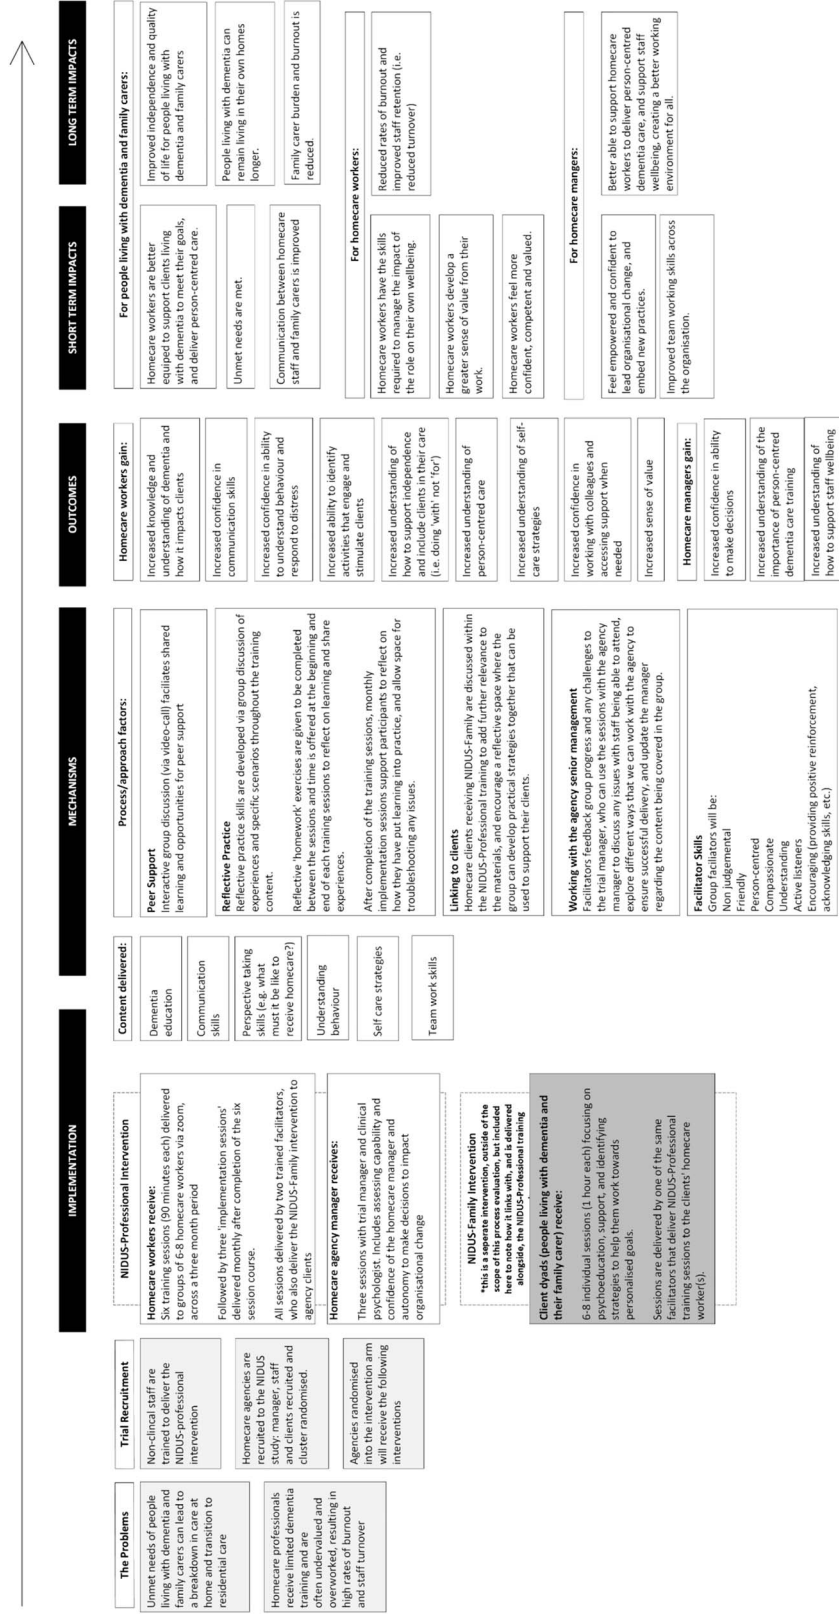 The Problems
Unmet needs of people
living with dementia and
family carers can lead to
a breakdown in care at
home and transition to
residential care
Homecare professionals
receive limited dementia
training and are
often undervalued and
overworked, resulting in
high rates of burnout
and staff turnover
Trial Recruitment
Non-clincal staff are
trained to deliver the
NIDUS-professional
intervention
Homecare agencies are
recruited to the NIDUS
study: manager, staff
and clients recruited and
cluster randomised.
Agencies randomised
into the intervention arm
will receive the following
interventions
IMPLEMENTATION
NIDUS-Professional Intervention
Homecare workers receive:
Six training sessions (90 minutes each) delivered
to groups of 6-8 homecare workers via zoom,
across a three month period
Followed by three 'implementation sessions'
delivered monthly after completion of the six
session course.
All sessions delivered by two trained facilitators,
who also deliver the NIDUS-Family intervention to
agency clients
Homecare agency manager receives:
Three sessions with trial manager and clinical
psychologist. Includes assessing capability and
confidence of the homecare manager and
autonomy to make decisions to impact
organisational change
NIDUS-Family Intervention
*this is a seperate intervention, outside of the
scope of this process evaluation, but included
here to note how it links with, and is delivered
alongside, the NIDUS-Professional training
Client dyads (people living with dementia and
their family carer) receive:
6-8 individual sessions (1 hour each) focusing on
psychoeducation, support, and identifying
strategies to help them work towards
personalised goals.
Sessions are delivered by one of the same
facilitators that deliver NIDUS-Professional
training sessions to the clients' homecare
worker(s).
Content delivered:
Dementia
education
Communication
skills
Perspective taking
skills (e.g. what
must it be like to
receive homecare?)
Understanding
behaviour
Self care strategies
Team work skills
MECHANISMS
Process/approach factors:
Peer Support
Interactive group discussion (via video-call) faciliates shared
learning and opportunities for peer support
Reflective Practice
Reflective practice skills are developed via group discussion of
experiences and specific scenarios throughout the training
content.
Reflective 'homework' exercises are given to be completed
between the sessions and time is offered at the beginning and
end of each training sessions to reflect on learning and share
experiences.
After completion of the training sessions, monthly
implementation sessions support participants to reflect on
how they have put learning into practice, and allow space for
troubleshooting any issues.
Linking to clients
Homecare clients receiving NIDUS-Family are discussed within
the NIDUS-Professional training to add further relevance to
the materials, and encourage a reflective space where the
group can develop practical strategies together that can be
used to support their clients.
Working with the agency senior management
Facilitators feedback group progress and any challenges to
the trial manager, who can use the sessions with the agency
manager to discuss any issues with staff being able to attend,
explore different ways that we can work with the agency to
ensure successful delivery, and update the manager
regarding the content being covered in the group.
Facilitator Skills
Group faciliators will be:
Non judgemental
Friendly
Person-centred
Compassionate
Understanding
Active listeners
Encouraging (providing positive reinforcement,
acknowledging skills, etc.)
OUTCOMES
Homecare workers gain:
Increased knowledge and
understanding of dementia and
how it impacts clients
Increased confidence in
communication skills
Increased confidence in ability
to understand behaviour and
respond to distress
Increased ability to identify
activities that engage and
stimulate clients
Increased understanding of
how to support independence
and include clients in their care
(i.e. doing 'with' not 'for')
Increased understanding of
person-centred care
Increased understanding of self-
care strategies
Increased confidence in
working with colleagues and
accessing support when
needed
Increased sense of value
Homecare managers gain:
Increased confidence in ability
to make decisions
Increased understanding of the
importance of person-centred
dementia care training
Increased understanding of
how to support staff wellbeing
SHORT TERM IMPACTS
LONG TERM IMPACTS
For people living with dementia and family carers:
Homecare workers are better
equiped to support clients living
with dementia to meet their goals,
and deliver person-centred care.
Unmet needs are met.
Communication between homecare
staff and family carers is improved
Improved independence and quality
of life for people living with
dementia and family carers
People living with dementia can
remain living in their own homes
longer.
Family carer burden and burnout is
reduced.
For homecare workers:
Homecare workers have the skills
required to manage the impact of
the role on their own wellbeing.
Homecare workers develop a
greater sense of value from their
work.
Homecare workers feel more
confident, competent and valued.
Reduced rates of burnout and
improved staff retention (i.e.
reduced turnover)
For homecare mangers:
Feel empowered and confident to
lead organisational change, and
embed new practices.
Improved team working skills across
the organisation.
Better able to support homecare
workers to deliver person-centred
dementia care, and support staff
wellbeing, creating a better working
environment for all.